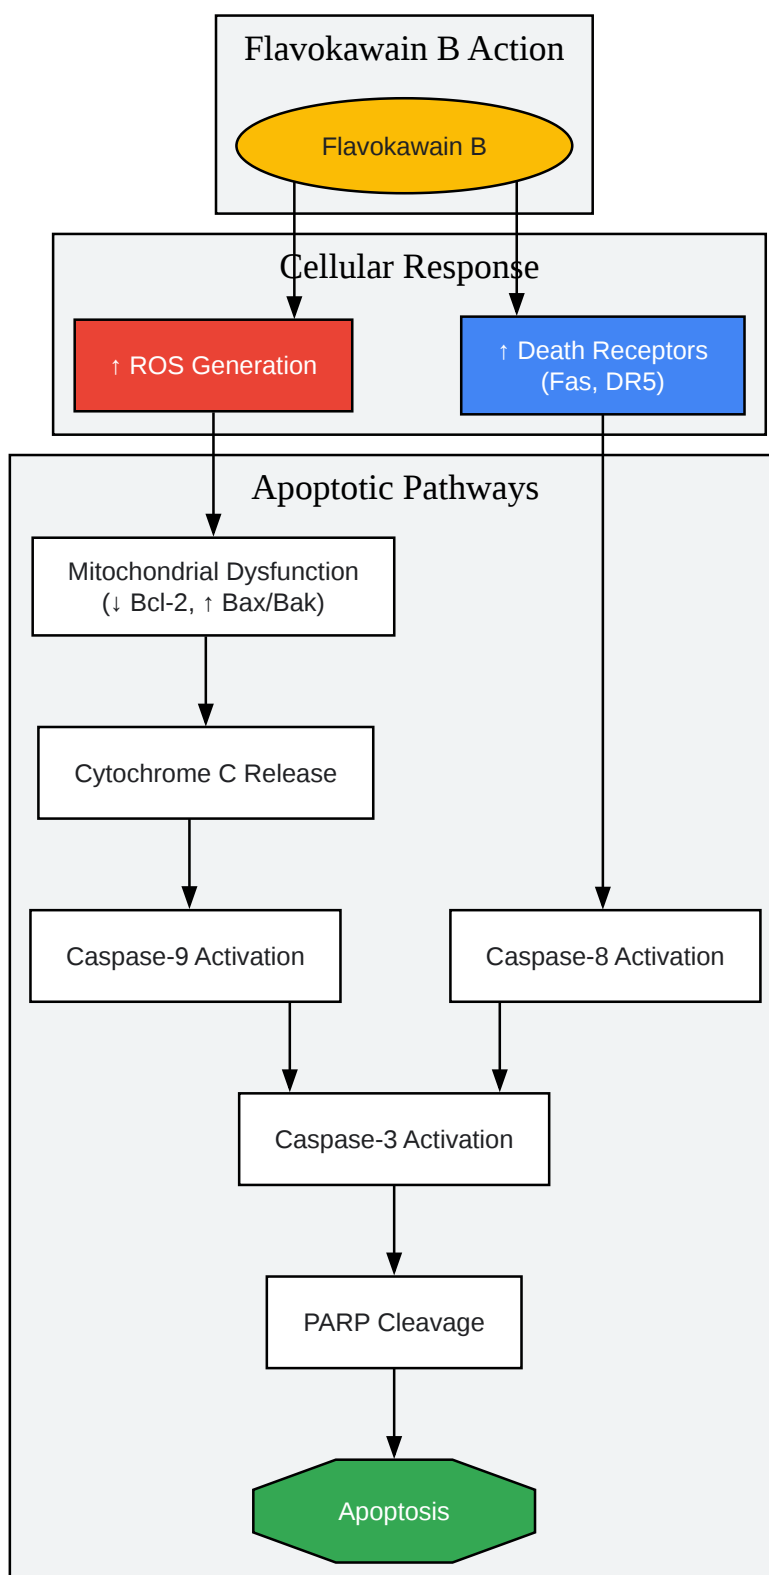 Flavokawain B Action
Flavokawain B
Cellular Response
↑ ROS Generation
↑ Death Receptors
(Fas, DR5)
Apoptotic Pathways
Mitochondrial Dysfunction
(↓ Bcl-2, ↑ Bax/Bak)
Cytochrome C Release
Caspase-9 Activation
Caspase-8 Activation
Caspase-3 Activation
PARP Cleavage
Apoptosis